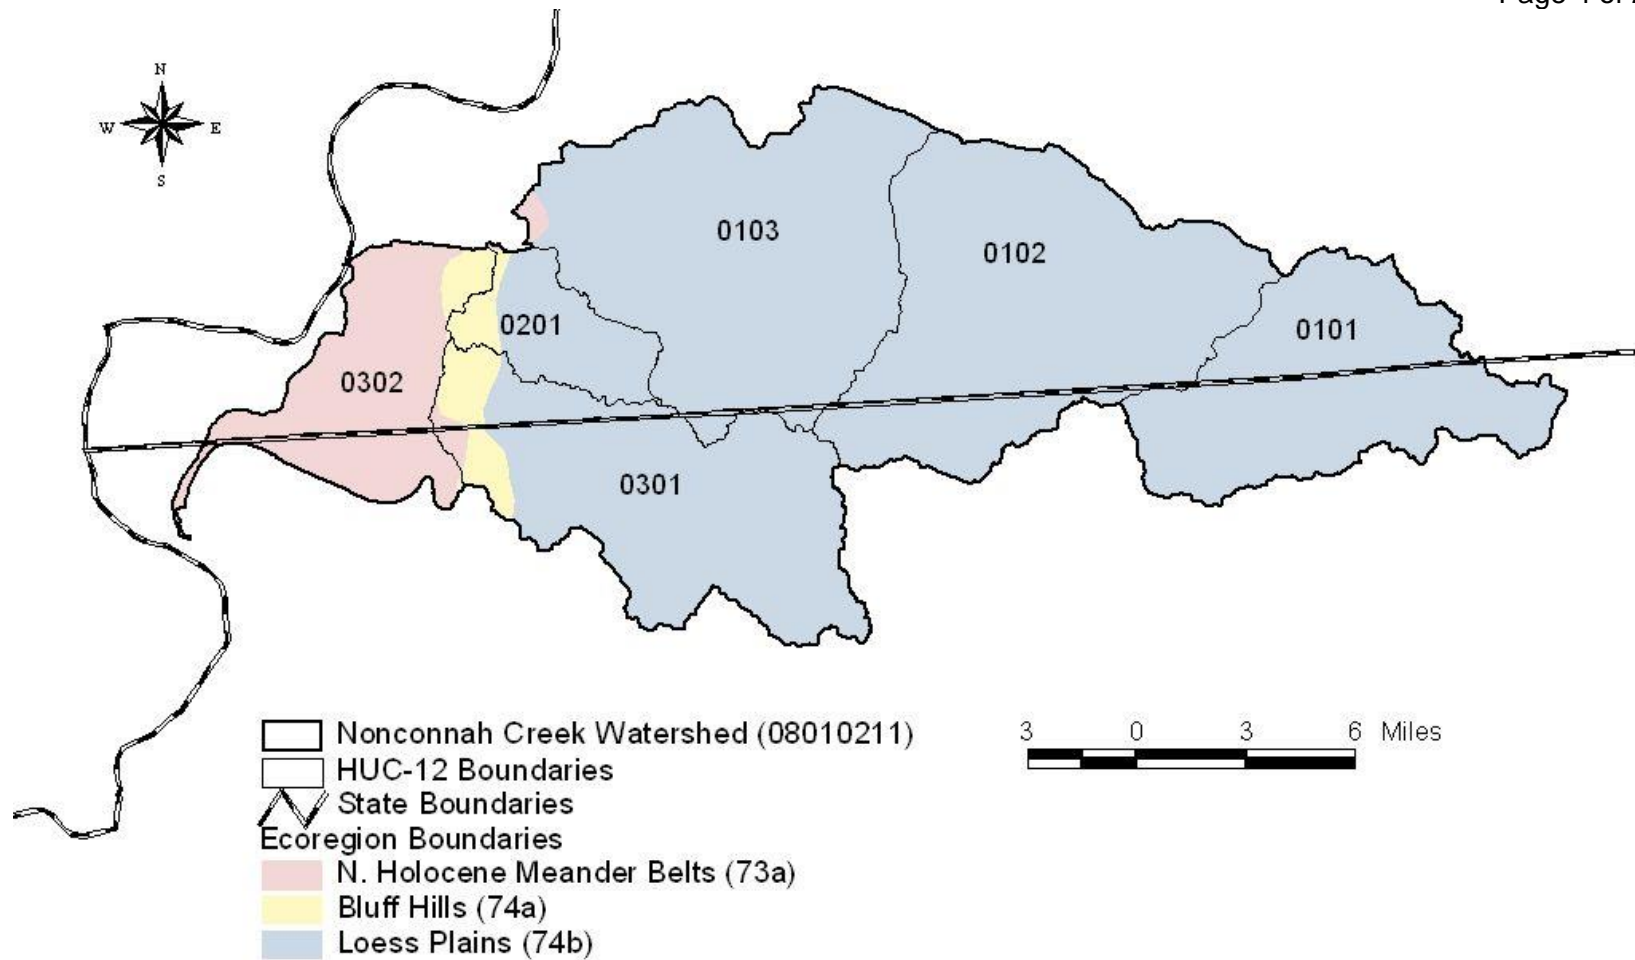 N
W E
S
0103
0102
0201
0101
0302
0301
Nonconnah Creek Watershed (08010211)
HUC-12 Boundaries
State Boundaries
Ecoregion Boundaries
N. Holocene Meander Belts (73a)
Bluff Hills (74a)
Loess Plains (74b)
3 0 3 6 Miles